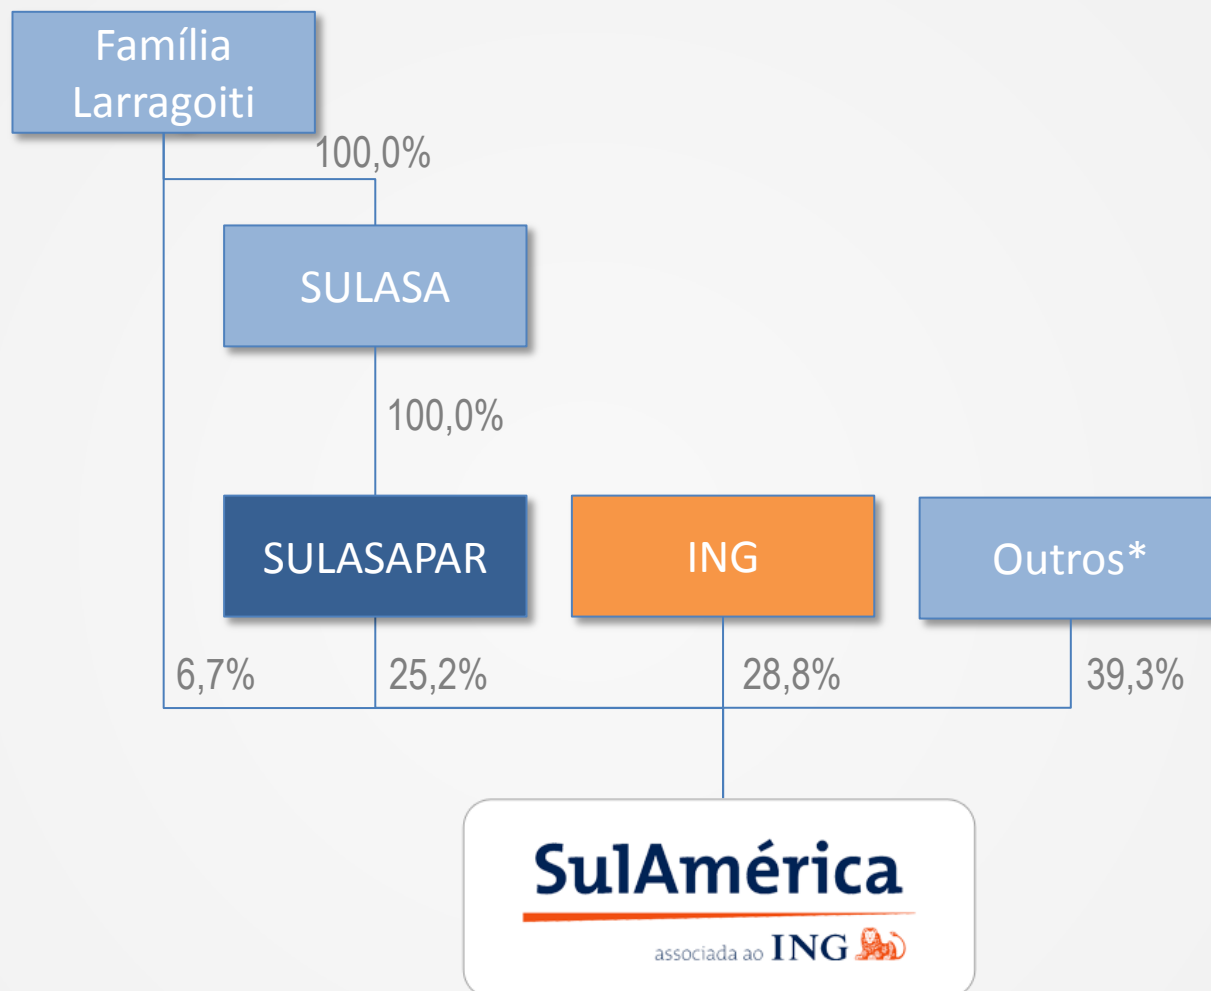 Família
Larragoiti
100,0%
SULASA
100,0%
SULASAPAR
ING
Outros*
6,7%
25,2%
28,8%
39,3%
SulAmérica
associada ao ING